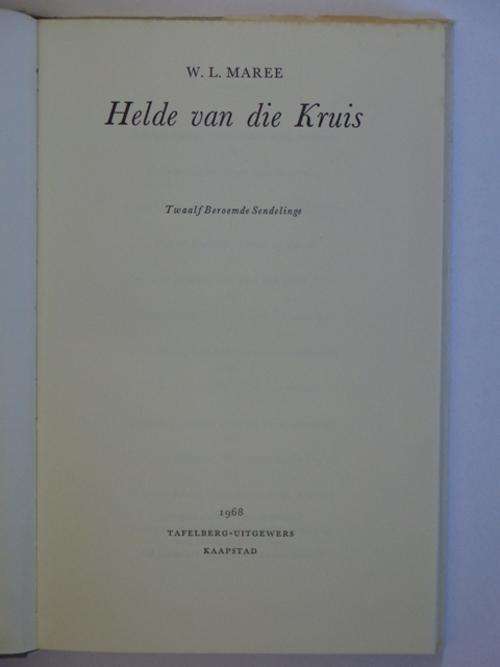 W. L. MAREE
Helde van die Kruis
Twaalf Beroemde Sendelinge
1968
TAFELBERG-UITGEWERS
KAAPSTAD